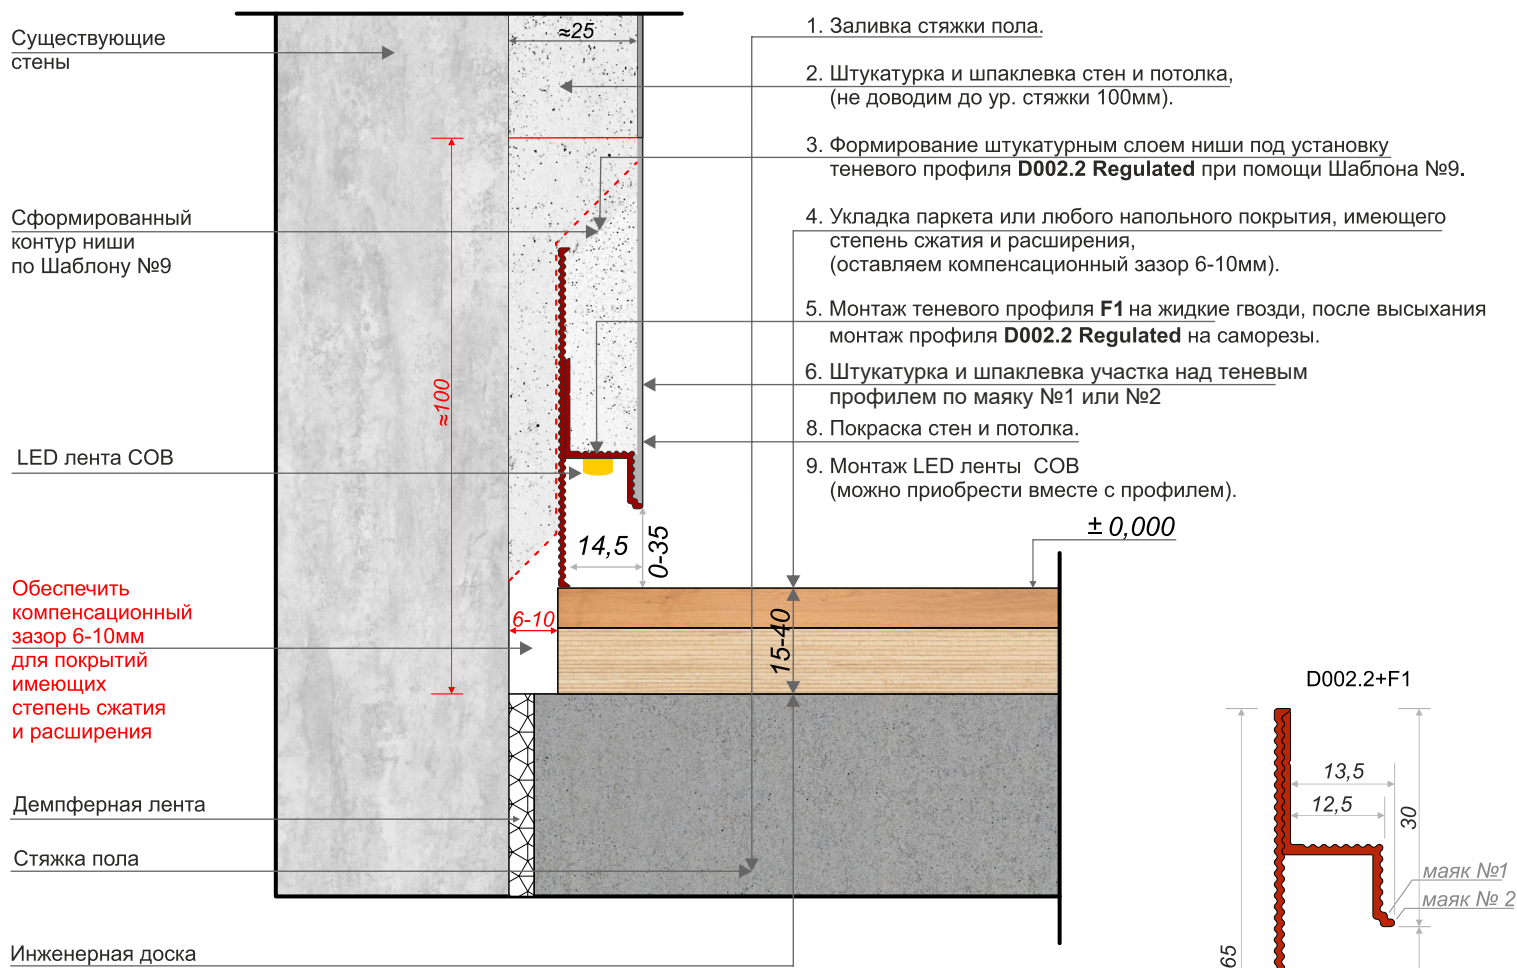 Существующие
стены
Сформированный
контур ниши
по Шаблону №9
LED лента COB
Обеспечить
компенсационный
зазор 6-10мм
для покрытий
имеющих
степень сжатия
и расширения
Демпферная лента
Стяжка пола
Инженерная доска
≈25
≈100
14,5
0-35
6-10
15-40
1. Заливка стяжки пола.
2. Штукатурка и шпаклевка стен и потолка,
(не доводим до ур. стяжки 100мм).
3. Формирование штукатурным слоем ниши под установку
теневого профиля D002.2 Regulated при помощи Шаблона №9.
4. Укладка паркета или любого напольного покрытия, имеющего
степень сжатия и расширения,
(оставляем компенсационный зазор 6-10мм).
5. Монтаж теневого профиля F1 на жидкие гвозди, после высыхания
монтаж профиля D002.2 Regulated на саморезы.
6. Штукатурка и шпаклевка участка над теневым
профилем по маяку №1 или №2
8. Покраска стен и потолка.
9. Монтаж LED ленты COB
(можно приобрести вместе с профилем).
± 0,000
D002.2+F1
13,5
12,5
30
маяк №1
маяк № 2
65